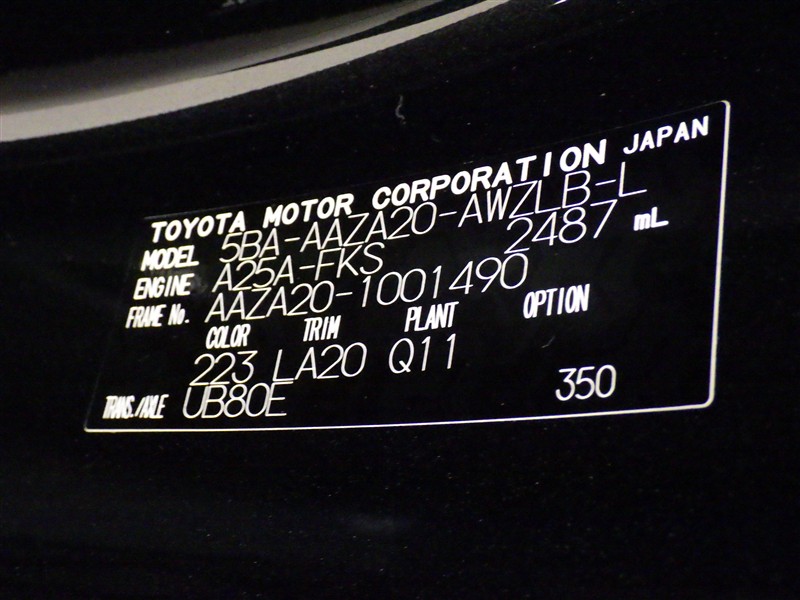 TOYOTA MOTOR CORPORATION JAPAN
MODEL 5BA-AAZA20-AWZLB-L
ENGINE A25A-FKS 2487 mL
FRAME No. AAZA20-1001490
COLOR TRIM PLANT OPTION
223 LA20 Q11
TRANS./AXLE UB80E 350